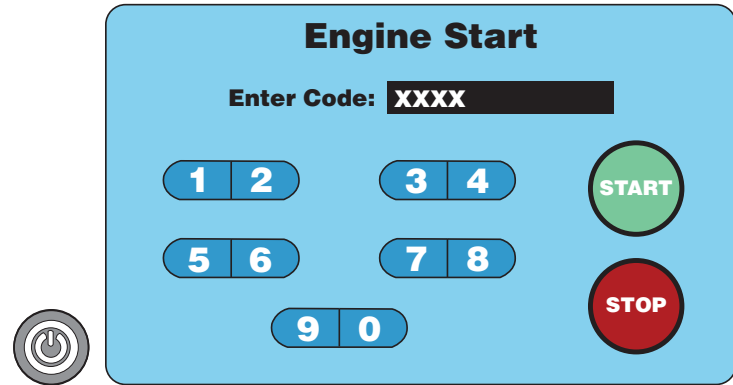 Engine Start
Enter Code: XXXX
1 2 3 4
START
5 6 7 8
STOP
9 0